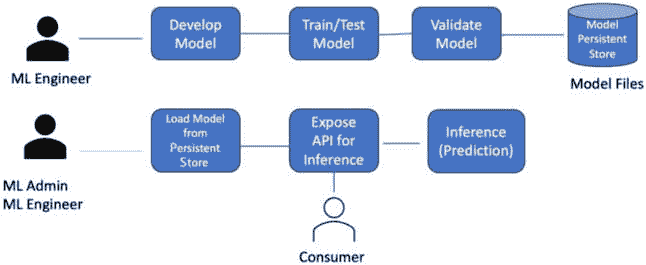 Develop
Model
Train/Test
Model
Validate
Model
Model
Persistent
Store
ML Engineer
Model Files
Load Model
from
Persistent
Store
Expose
API for
Inference
Inference
(Prediction)
ML Admin
ML Engineer
Consumer